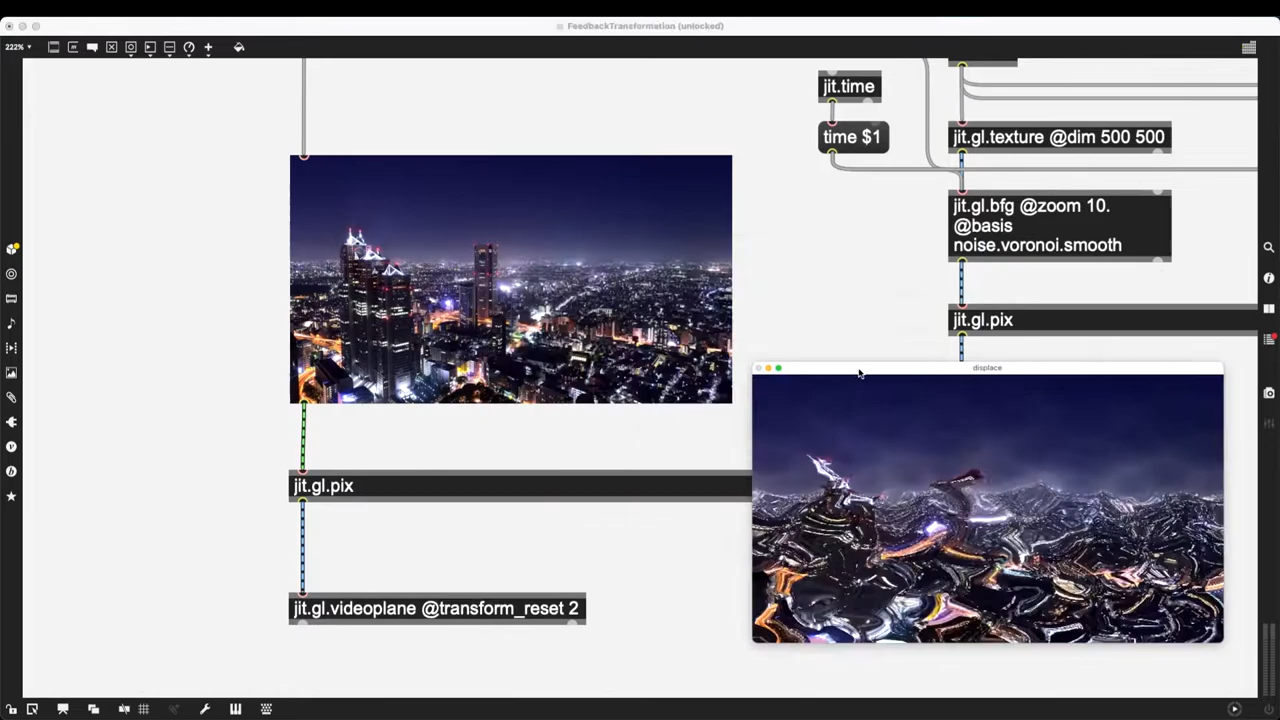 FeedbackTransformation (unlocked)
222%
jit.time
time $1
jit.gl.texture @dim 500 500
jit.gl.bfg @zoom 10.
@basis
noise.voronoi.smooth
jit.gl.pix
displace
jit.gl.pix
jit.gl.videoplane @transform_reset 2